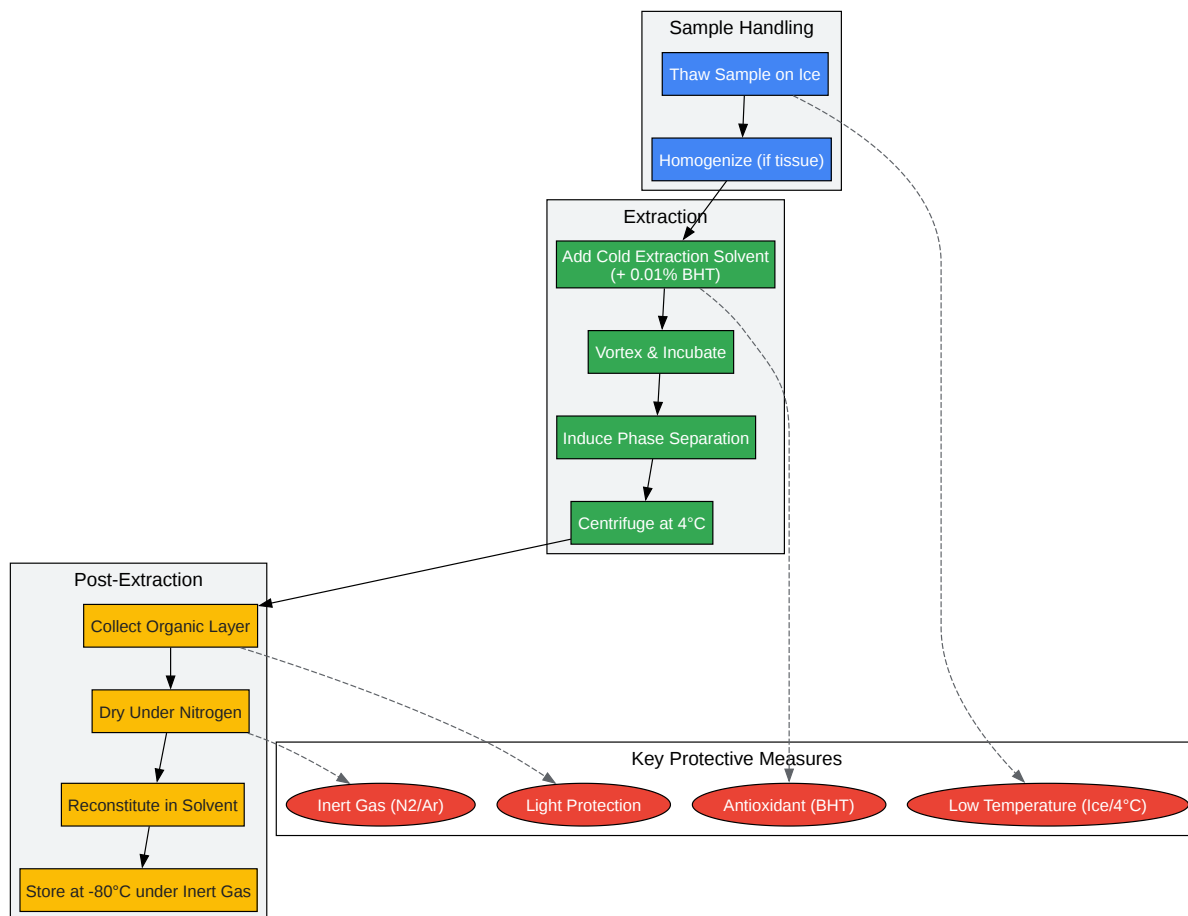 Sample Handling
Thaw Sample on Ice
Homogenize (if tissue)
Extraction
Add Cold Extraction Solvent
(+ 0.01% BHT)
Vortex & Incubate
Induce Phase Separation
Centrifuge at 4°C
Post-Extraction
Collect Organic Layer
Dry Under Nitrogen
Reconstitute in Solvent
Store at -80°C under Inert Gas
Key Protective Measures
Inert Gas (N2/Ar)
Light Protection
Antioxidant (BHT)
Low Temperature (Ice/4°C)